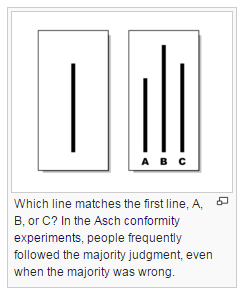 A B C
Which line matches the first line, A,
B, or C? In the Asch conformity
experiments, people frequently
followed the majority judgment, even
when the majority was wrong.